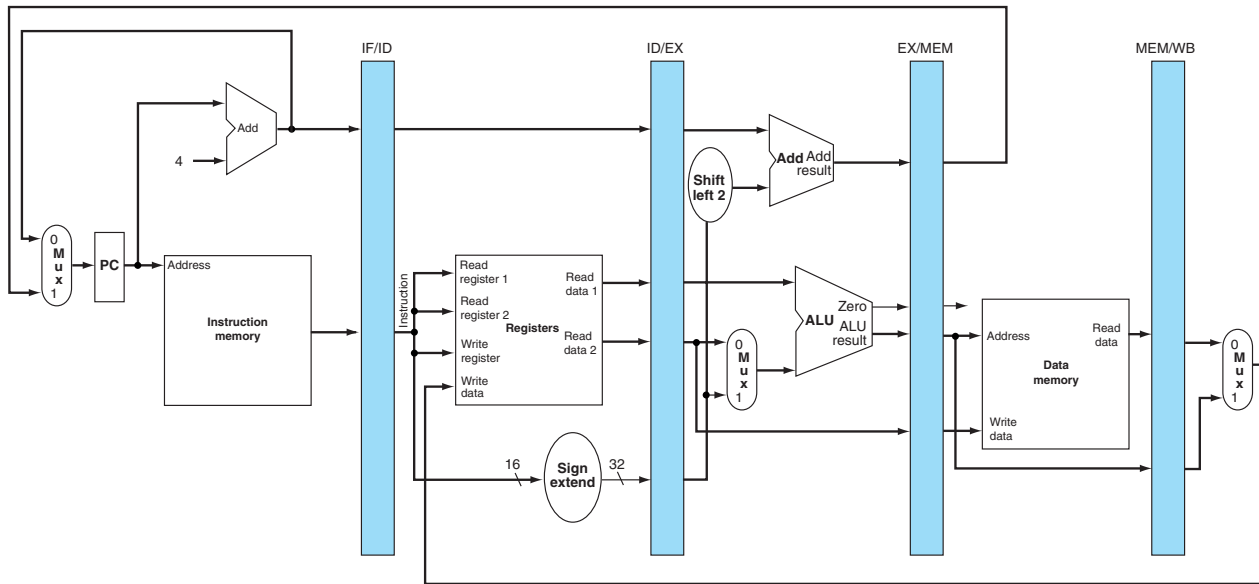 IF/ID
ID/EX
EX/MEM
MEM/WB
Add
4
Add Add
result
Shift
left 2
0
M
u
x
1
PC
Address
Instruction
memory
Instruction
Read
register 1
Read
register 2
Write
register
Write
data
Registers
Read
data 1
Read
data 2
16
Sign
extend
32
0
M
u
x
1
Zero
ALU
ALU
result
Address
Read
data
Data
memory
Write
data
0
M
u
x
1